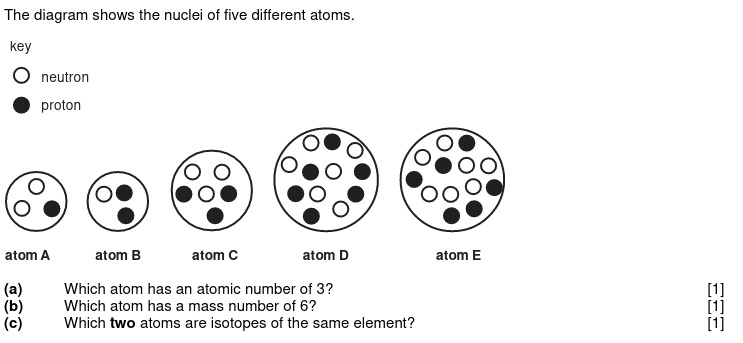 The diagram shows the nuclei of five different atoms.
key
neutron
proton
atom A atom B atom C atom D atom E
(a) Which atom has an atomic number of 3? [1]
(b) Which atom has a mass number of 6? [1]
(c) Which two atoms are isotopes of the same element? [1]